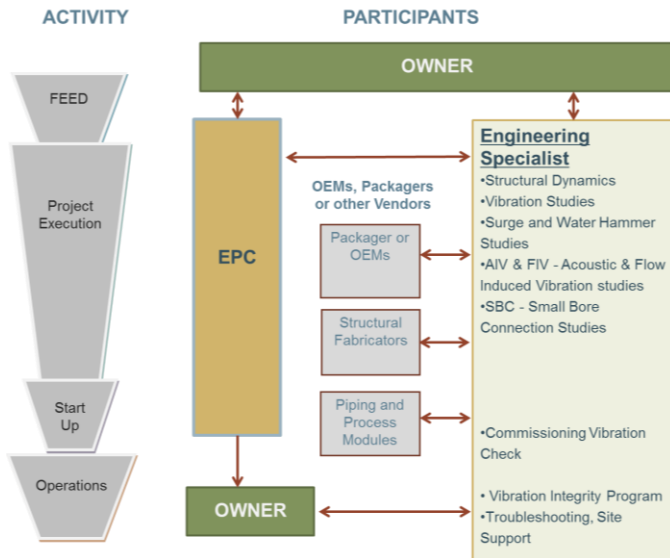 ACTIVITY
PARTICIPANTS
OWNER
FEED
Project
Execution
Start
Up
Operations
EPC
OWNER
OEMs, Packagers
or other Vendors
Packager or
OEMs
Structural
Fabricators
Piping and
Process
Modules
Engineering
Specialist
•Structural Dynamics
•Vibration Studies
•Surge and Water Hammer
Studies
•AIV & FIV - Acoustic & Flow
Induced Vibration studies
•SBC - Small Bore
Connection Studies
•Commissioning Vibration
Check
• Vibration Integrity Program
•Troubleshooting, Site
Support